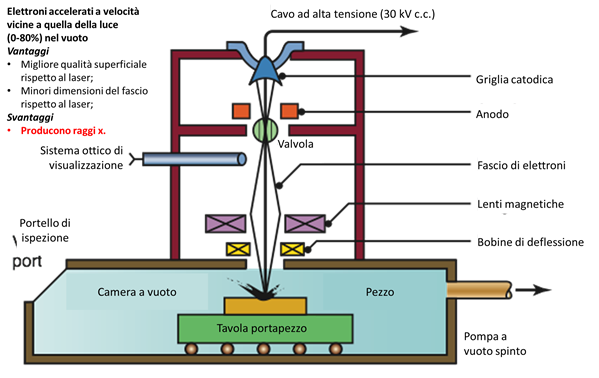 Elettroni accelerati a velocità
vicine a quella della luce
(0-80%) nel vuoto
Vantaggi
• Migliore qualità superficiale
rispetto al laser;
• Minori dimensioni del fascio
rispetto al laser;
Svantaggi
• Producono raggi x.
Cavo ad alta tensione (30 kV c.c.)
Griglia catodica
Anodo
Valvola
Sistema ottico di
visualizzazione
Fascio di elettroni
Lenti magnetiche
Portello di
ispezione
port
Bobine di deflessione
Camera a vuoto
Pezzo
Tavola portapezzo
Pompa a
vuoto spinto